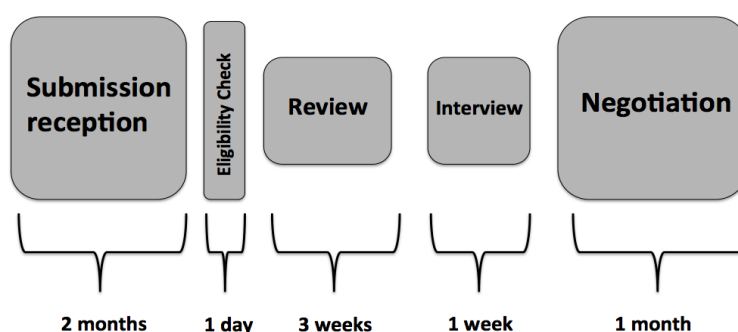 Submission
reception
Eligibility Check
Review
Interview
Negotiation
2 months
1 day
3 weeks
1 week
1 month